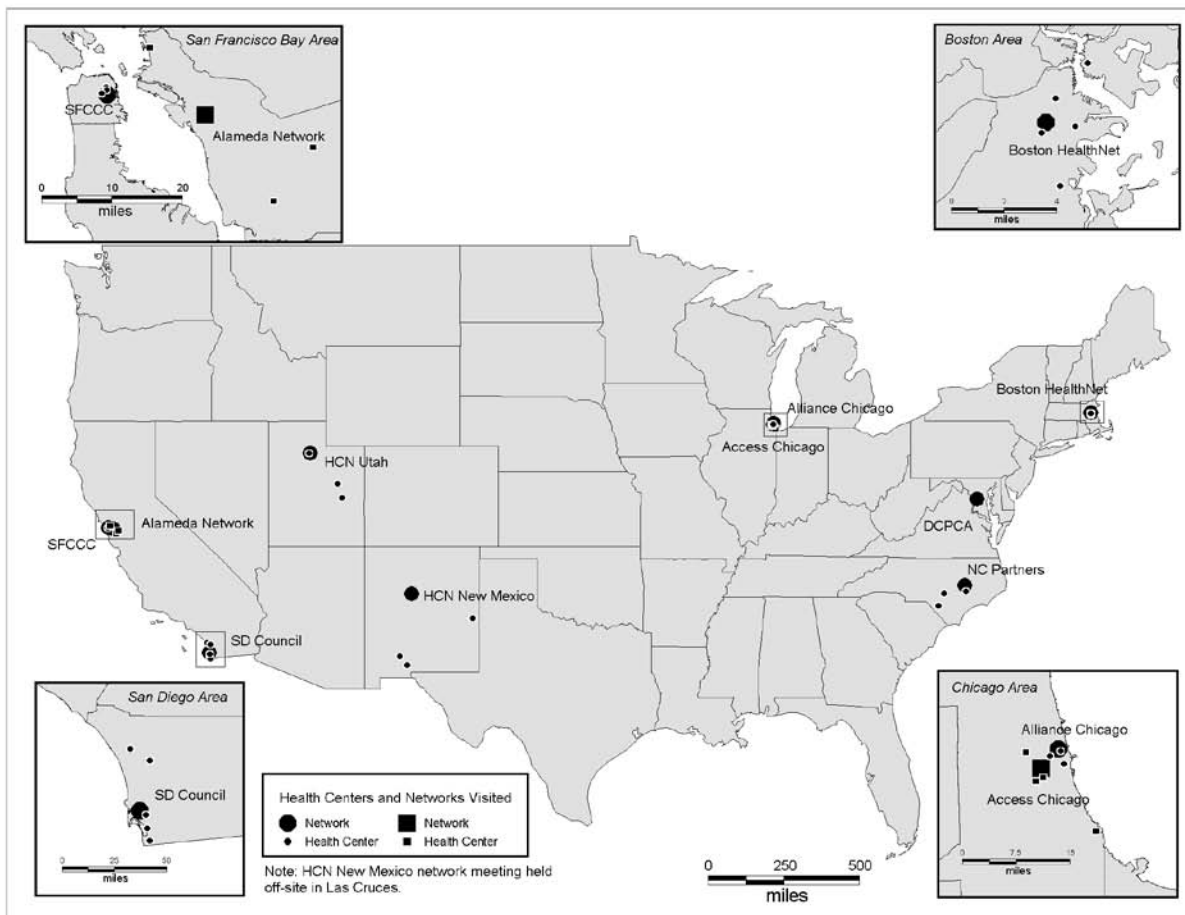 San Francisco Bay Area
SFCCC
Alameda Network
0 10 20
miles
Boston Area
Boston HealthNet
0 2 4
miles
Boston HealthNet
Alliance Chicago
Access Chicago
HCN Utah
DCPCA
Alameda Network
SFCCC
NC Partners
HCN New Mexico
SD Council
San Diego Area
SD Council
0 25 50
miles
Health Centers and Networks Visited
Network Network
Health Center Health Center
Note: HCN New Mexico network meeting held
off-site in Las Cruces.
0 250 500
miles
Chicago Area
Alliance Chicago
Access Chicago
0 7.5 15
miles